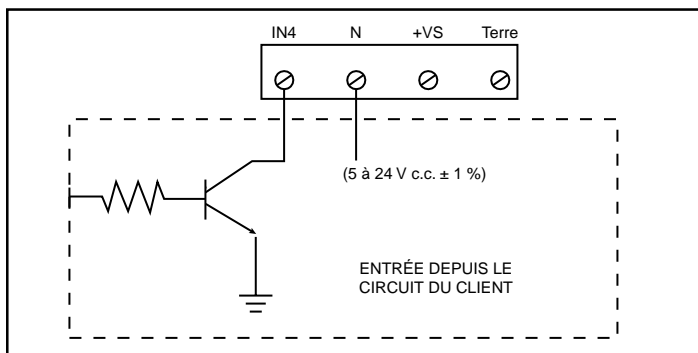 IN4 N +VS Terre
(5 à 24 V c.c. ± 1 %)
ENTRÉE DEPUIS LE
CIRCUIT DU CLIENT